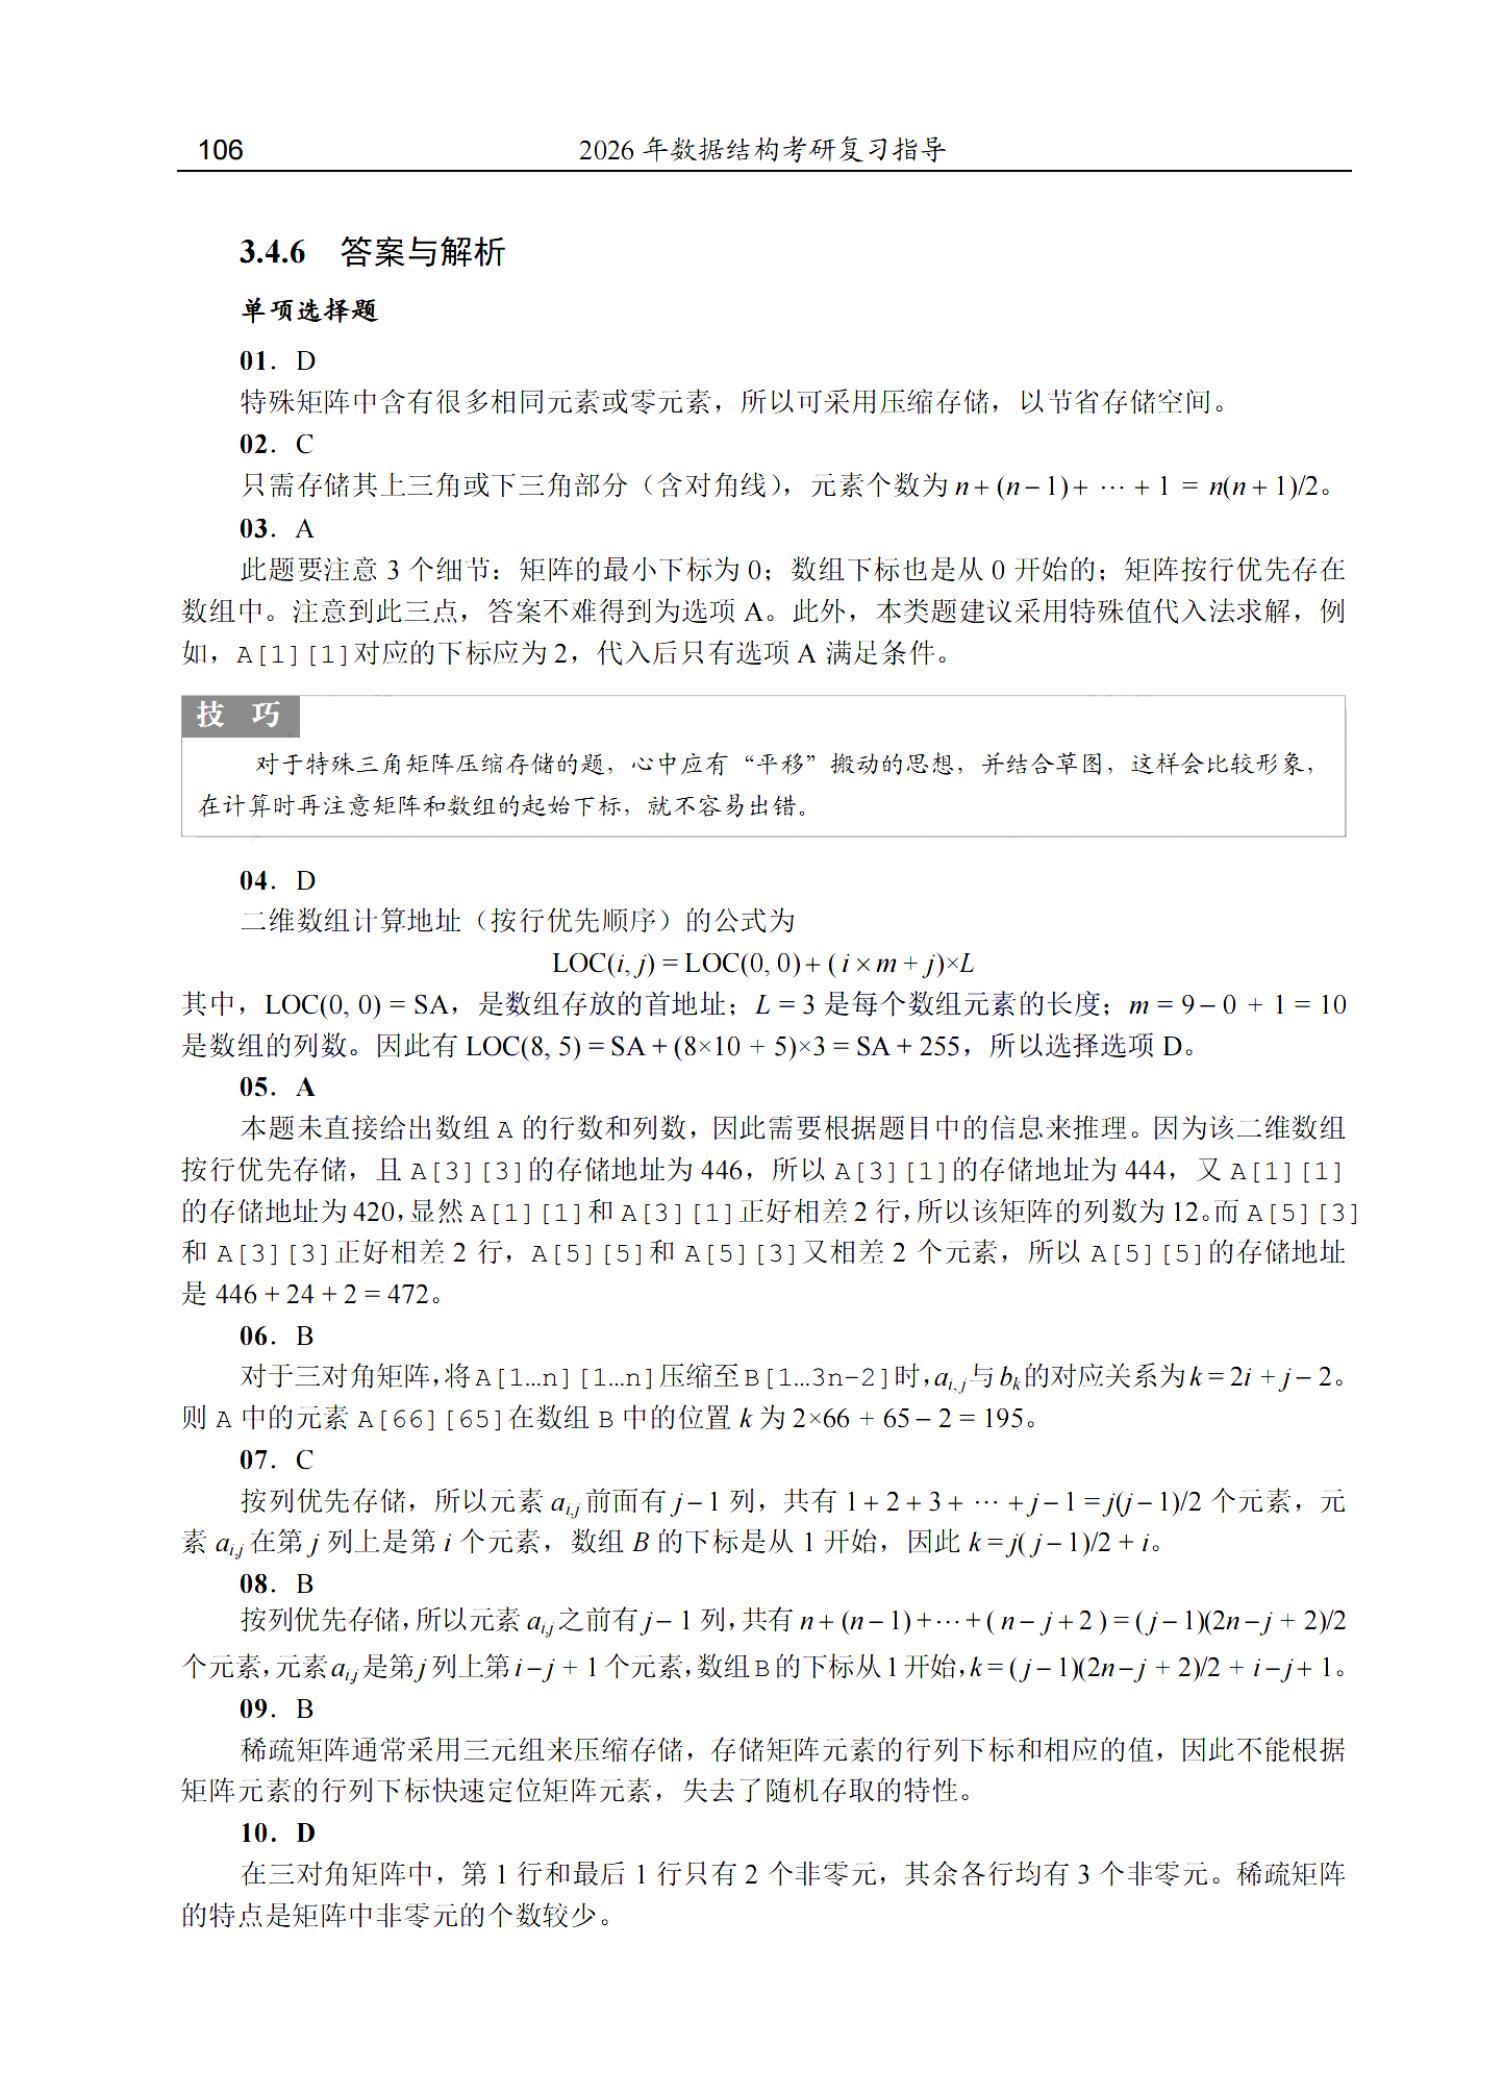 106
2026 年数据结构考研复习指导
3.4.6 答案与解析
单项选择题
01. D
特殊矩阵中含有很多相同元素或零元素，所以可采用压缩存储，以节省存储空间。
02. C
只需存储其上三角或下三角部分（含对角线），元素个数为 n + (n − 1) + ··· + 1 = n(n + 1)/2。
03. A
此题要注意 3 个细节：矩阵的最小下标为 0；数组下标也是从 0 开始的；矩阵按行优先存在
数组中。注意到此三点，答案不难得到为选项 A。此外，本类题建议采用特殊值代入法求解，例
如，A[1][1]对应的下标应为 2，代入后只有选项 A 满足条件。
技 巧
对于特殊三角矩阵压缩存储的题，心中应有“平移”搬动的思想，并结合草图，这样会比较形象，
在计算时再注意矩阵和数组的起始下标，就不容易出错。
04. D
二维数组计算地址（按行优先顺序）的公式为
LOC(i, j) = LOC(0, 0) + ( i × m + j)×L
其中，LOC(0, 0) = SA，是数组存放的首地址；L = 3 是每个数组元素的长度；m = 9 − 0 + 1 = 10
是数组的列数。因此有 LOC(8, 5) = SA + (8×10 + 5)×3 = SA + 255，所以选择选项 D。
05. A
本题未直接给出数组 A 的行数和列数，因此需要根据题目中的信息来推理。因为该二维数组
按行优先存储，且 A[3][3]的存储地址为 446，所以 A[3][1]的存储地址为 444，又 A[1][1]
的存储地址为 420，显然 A[1][1]和 A[3][1]正好相差 2 行，所以该矩阵的列数为 12。而 A[5][3]
和 A[3][3]正好相差 2 行，A[5][5]和 A[5][3]又相差 2 个元素，所以 A[5][5]的存储地址
是 446 + 24 + 2 = 472。
06. B
对于三对角矩阵，将 A[1…n][1…n]压缩至 B[1…3n−2]时，ai, j 与 bk 的对应关系为 k = 2i + j − 2。
则 A 中的元素 A[66][65]在数组 B 中的位置 k 为 2×66 + 65 − 2 = 195。
07. C
按列优先存储，所以元素 ai,j 前面有 j − 1 列，共有 1 + 2 + 3 + ··· + j − 1 = j(j − 1)/2 个元素，元
素 ai,j 在第 j 列上是第 i 个元素，数组 B 的下标是从 1 开始，因此 k = j( j − 1)/2 + i。
08. B
按列优先存储，所以元素 ai,j 之前有 j − 1 列，共有 n + (n − 1) + ··· + ( n − j + 2 ) = ( j − 1)(2n − j + 2)/2
个元素，元素 ai,j 是第 j 列上第 i − j + 1 个元素，数组 B 的下标从 1 开始，k = ( j − 1)(2n − j + 2)/2 + i − j + 1。
09. B
稀疏矩阵通常采用三元组来压缩存储，存储矩阵元素的行列下标和相应的值，因此不能根据
矩阵元素的行列下标快速定位矩阵元素，失去了随机存取的特性。
10. D
在三对角矩阵中，第 1 行和最后 1 行只有 2 个非零元，其余各行均有 3 个非零元。稀疏矩阵
的特点是矩阵中非零元的个数较少。